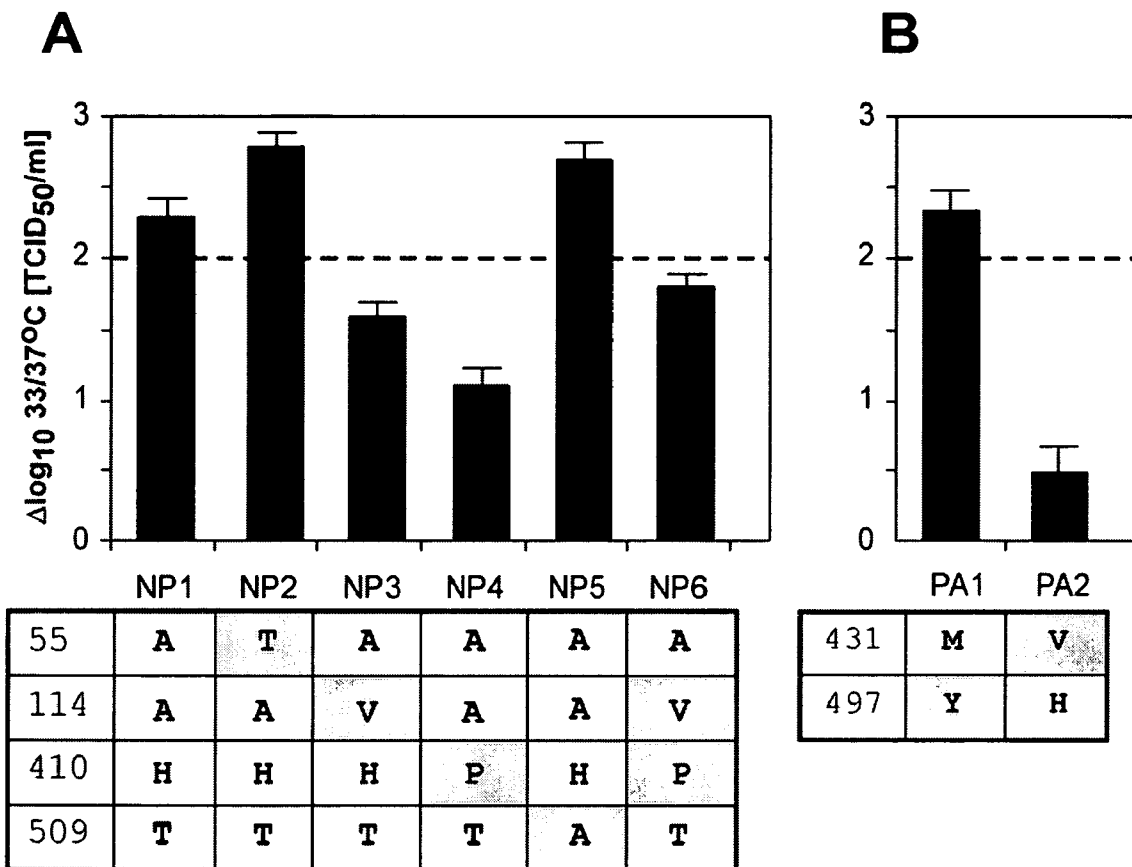 A
B
Δlog10 33/37ºC [TCID50/ml]
3
2
1
0
3
2
1
0
NP1 NP2 NP3 NP4 NP5 NP6
PA1 PA2
55 A T A A A A
114 A A V A A V
410 H H H P H P
509 T T T T A T
431 M V
497 Y H